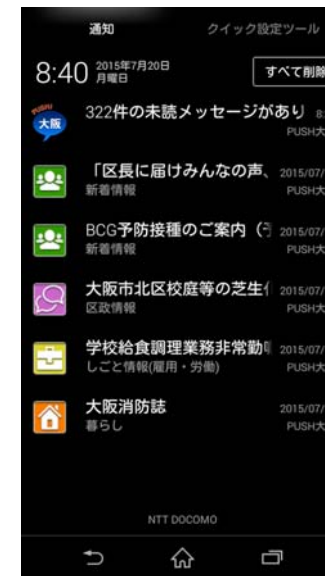 通知 クイック設定ツール
8:40 2015年7月20日
月曜日
すべて削除
PUSH!
大阪
322件の未読メッセージがあり 8:
PUSH大
「区長に届けみんなの声、 2015/07/
新着情報 PUSH大
BCG予防接種のご案内（ 2015/07/
新着情報 PUSH大
大阪市北区校庭等の芝生 2015/07/
区政情報 PUSH大
学校給食調理業務非常勤 2015/07/
しごと情報(雇用・労働) PUSH大
大阪消防誌 2015/07/
暮らし PUSH大
NTT DOCOMO